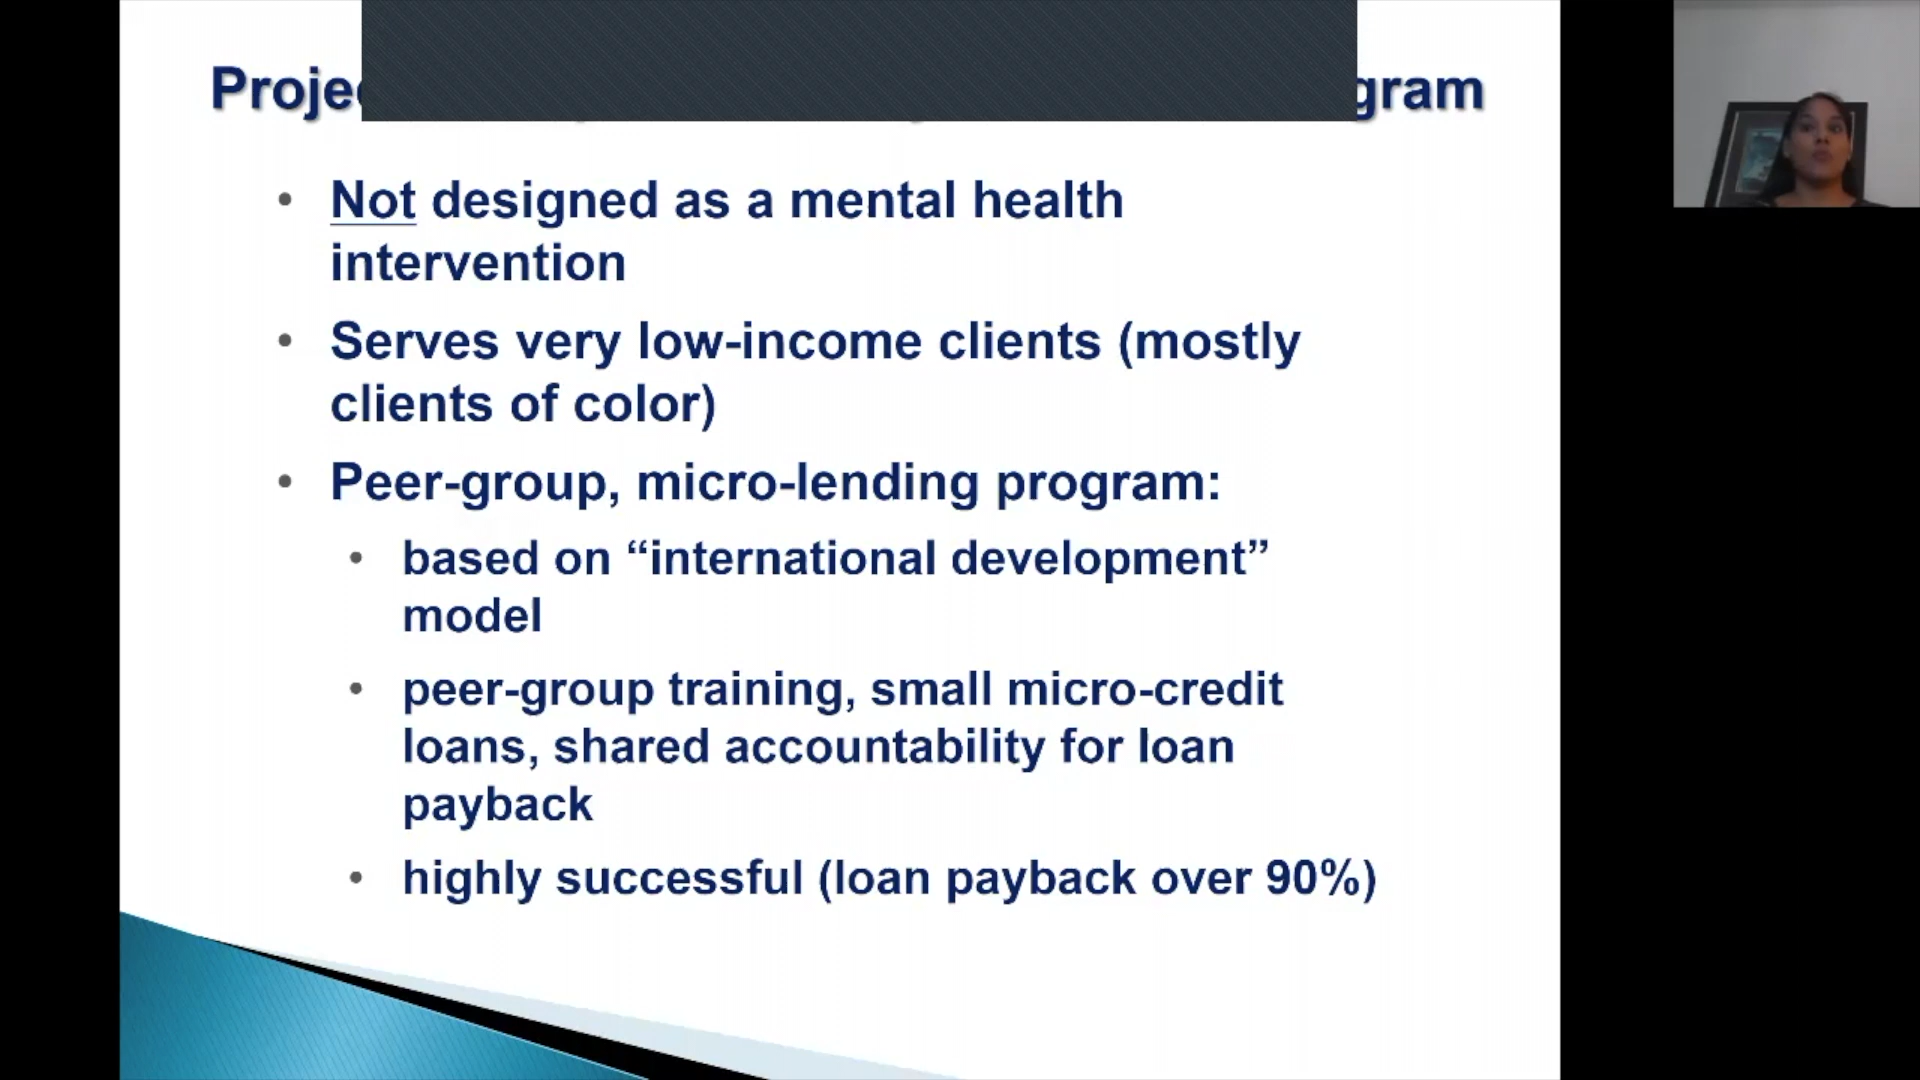 Proje gram
• Not designed as a mental health
intervention
• Serves very low-income clients (mostly
clients of color)
• Peer-group, micro-lending program:
• based on “international development”
model
• peer-group training, small micro-credit
loans, shared accountability for loan
payback
• highly successful (loan payback over 90%)